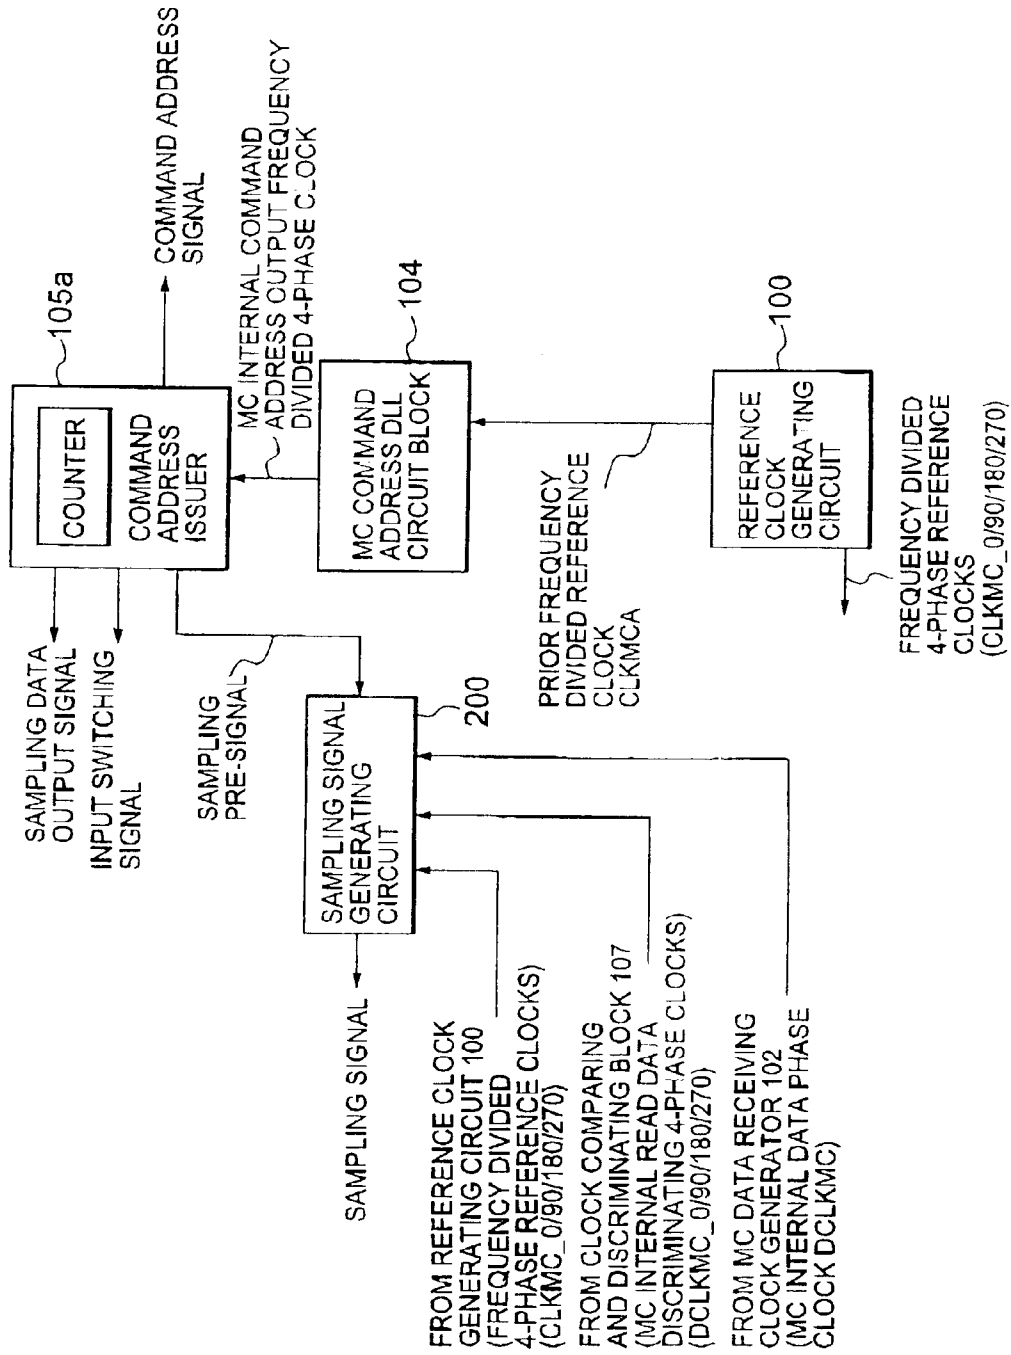 SAMPLING DATA
OUTPUT SIGNAL
INPUT SWITCHING
SIGNAL
COUNTER
COMMAND
ADDRESS
ISSUER
105a
COMMAND ADDRESS
SIGNAL
SAMPLING
PRE-SIGNAL
MC INTERNAL COMMAND
ADDRESS OUTPUT FREQUENCY
DIVIDED 4-PHASE CLOCK
SAMPLING SIGNAL
SAMPLING SIGNAL
GENERATING
CIRCUIT
200
MC COMMAND
ADDRESS DLL
CIRCUIT BLOCK
104
FROM REFERENCE CLOCK
GENERATING CIRCUIT 100
(FREQUENCY DIVIDED
4-PHASE REFERENCE CLOCKS)
(CLKMC_0/90/180/270)
FROM CLOCK COMPARING
AND DISCRIMINATING BLOCK 107
(MC INTERNAL READ DATA
DISCRIMINATING 4-PHASE CLOCKS)
(DCLKMC_0/90/180/270)
FROM MC DATA RECEIVING
CLOCK GENERATOR 102
(MC INTERNAL DATA PHASE
CLOCK DCLKMC)
PRIOR FREQUENCY
DIVIDED REFERENCE
CLOCK
CLKMCA
REFERENCE
CLOCK
GENERATING
CIRCUIT
100
FREQUENCY DIVIDED
4-PHASE REFERENCE
CLOCKS
(CLKMC_0/90/180/270)